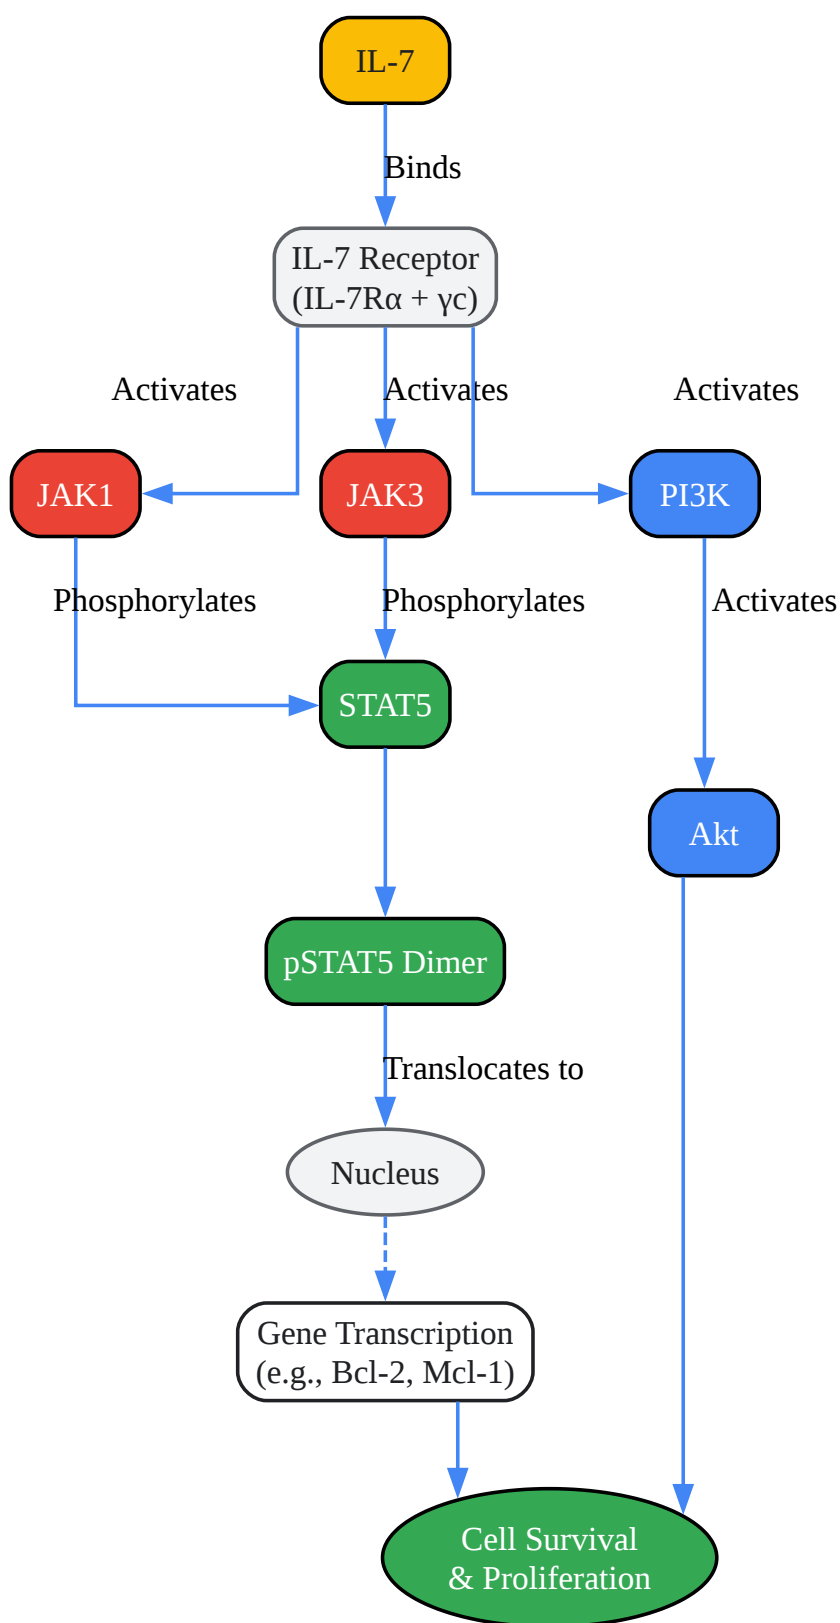 IL-7
Binds
IL-7 Receptor
(IL-7Rα + γc)
Activates
Activates
Activates
JAK1
JAK3
PI3K
Phosphorylates
Phosphorylates
Activates
STAT5
Akt
pSTAT5 Dimer
Translocates to
Nucleus
Gene Transcription
(e.g., Bcl-2, Mcl-1)
Cell Survival
& Proliferation